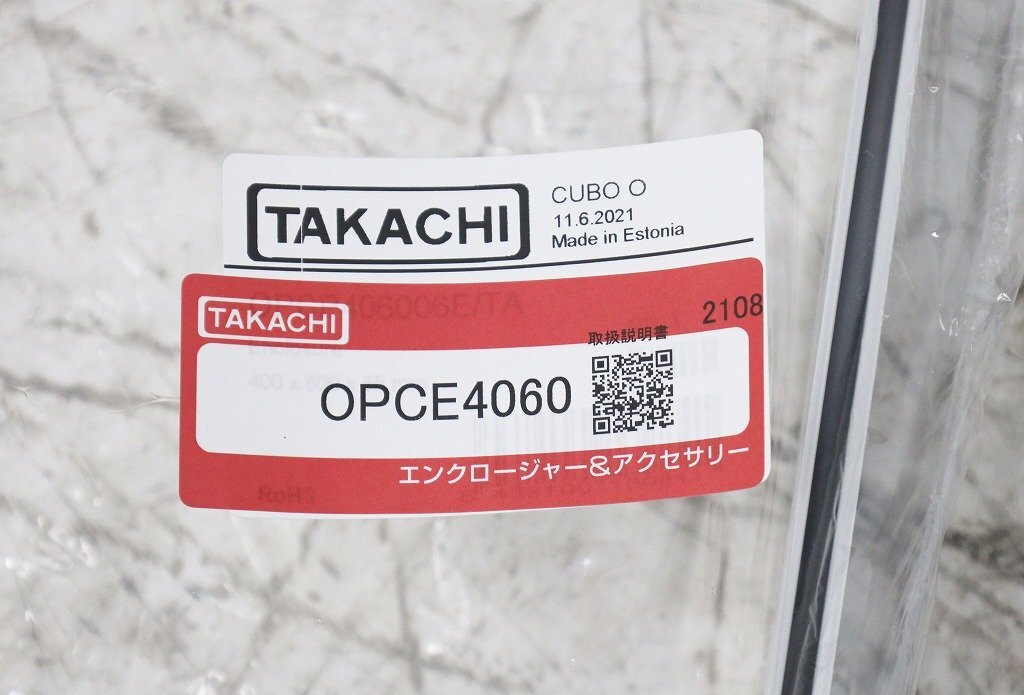 TAKACHI
CUBO O
11.6.2021
Made in Estonia
TAKACHI
2108
取扱説明書
OPCE4060
エンクロージャー&アクセサリー
RoHS